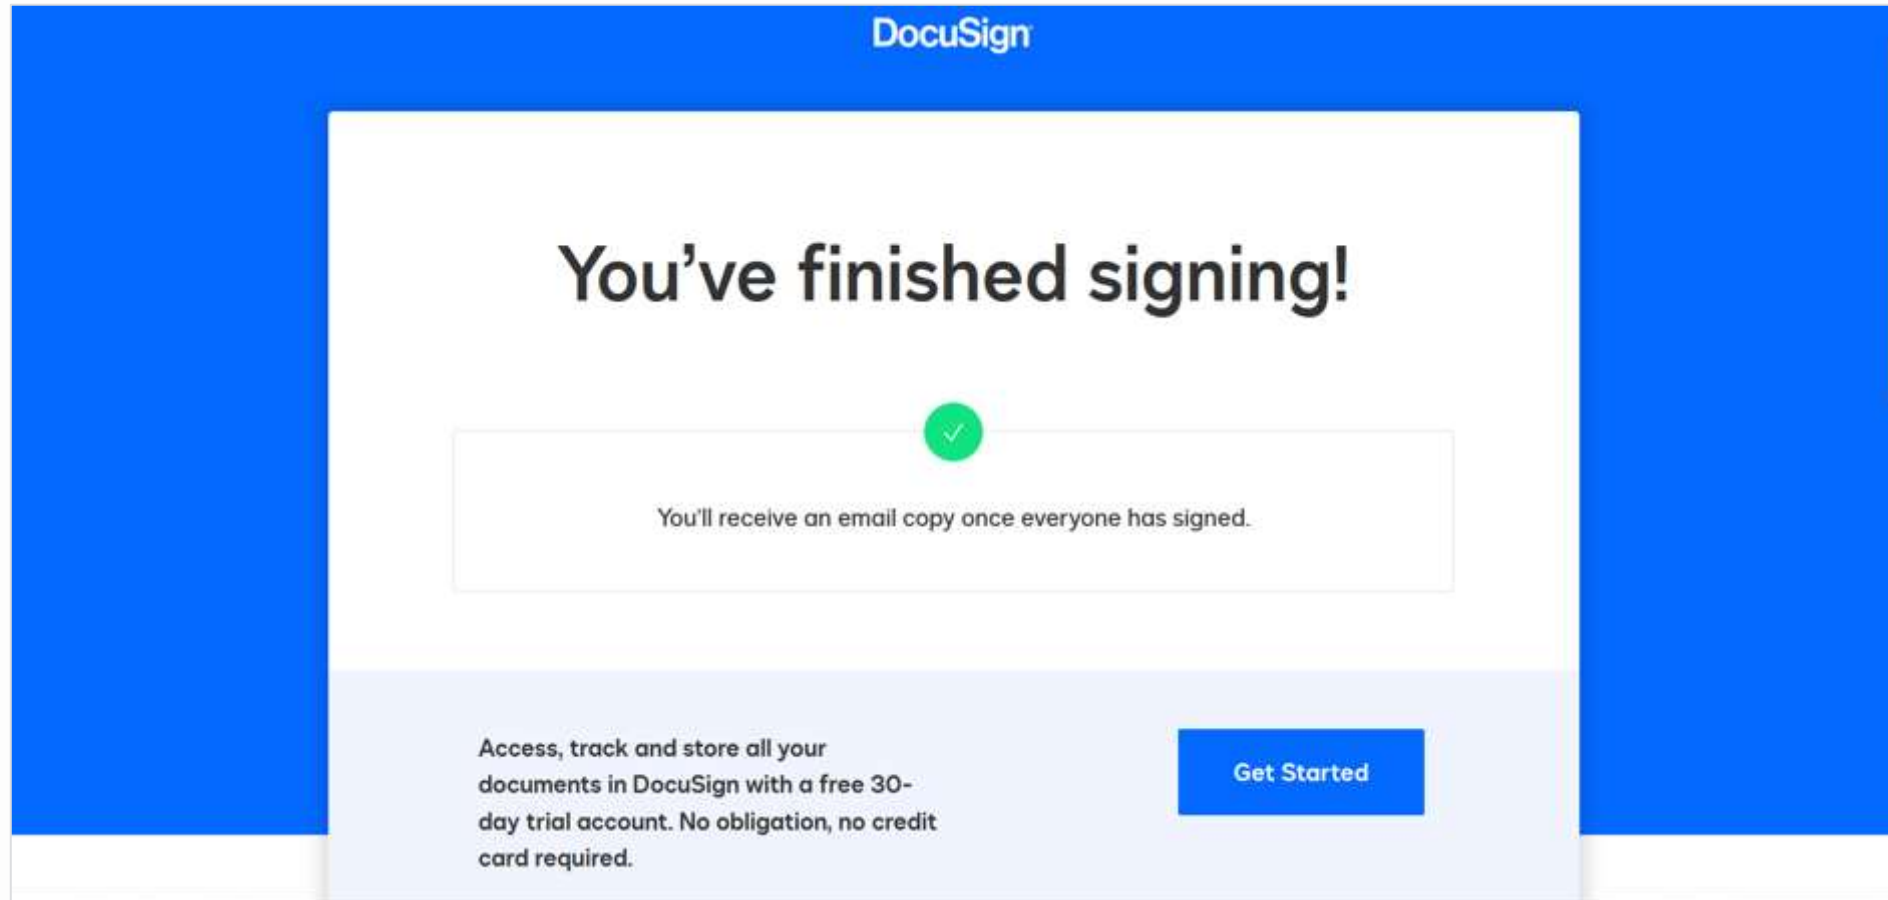 DocuSign
You’ve finished signing!
You'll receive an email copy once everyone has signed.
Access, track and store all your
documents in DocuSign with a free 30-
day trial account. No obligation, no credit
card required.
Get Started